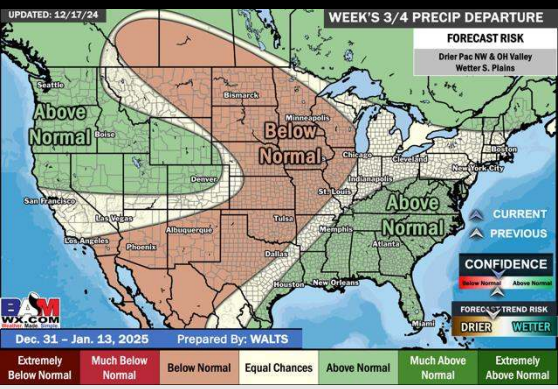 UPDATED: 12/17/24
WEEK'S 3/4 PRECIP DEPARTURE
FORECAST RISK
Drier Pac NW & OH Valley
Wetter S. Plains
Seattle
Above
Normal
Boise
Bismarck
Minneapolis
Below
Normal
Chicago
Cleveland
Boston
New York City
Indianapolis
Denver
St. Louis
San Francisco
Las Vegas
Los Angeles
Phoenix
Albuquerque
Tulsa
Memphis
Above
Normal
Atlanta
Dallas
Houston
New Orleans
Miami
CURRENT
PREVIOUS
CONFIDENCE
Below Normal
Above Normal
FORECAST TREND RISK
DRIER
WETTER
BAM
WX.COM
Weather. Made. Simple.
Dec. 31 – Jan. 13, 2025
Prepared By: WALTS
Extremely
Below Normal
Much Below
Normal
Below Normal
Equal Chances
Above Normal
Much Above
Normal
Extremely
Above Normal